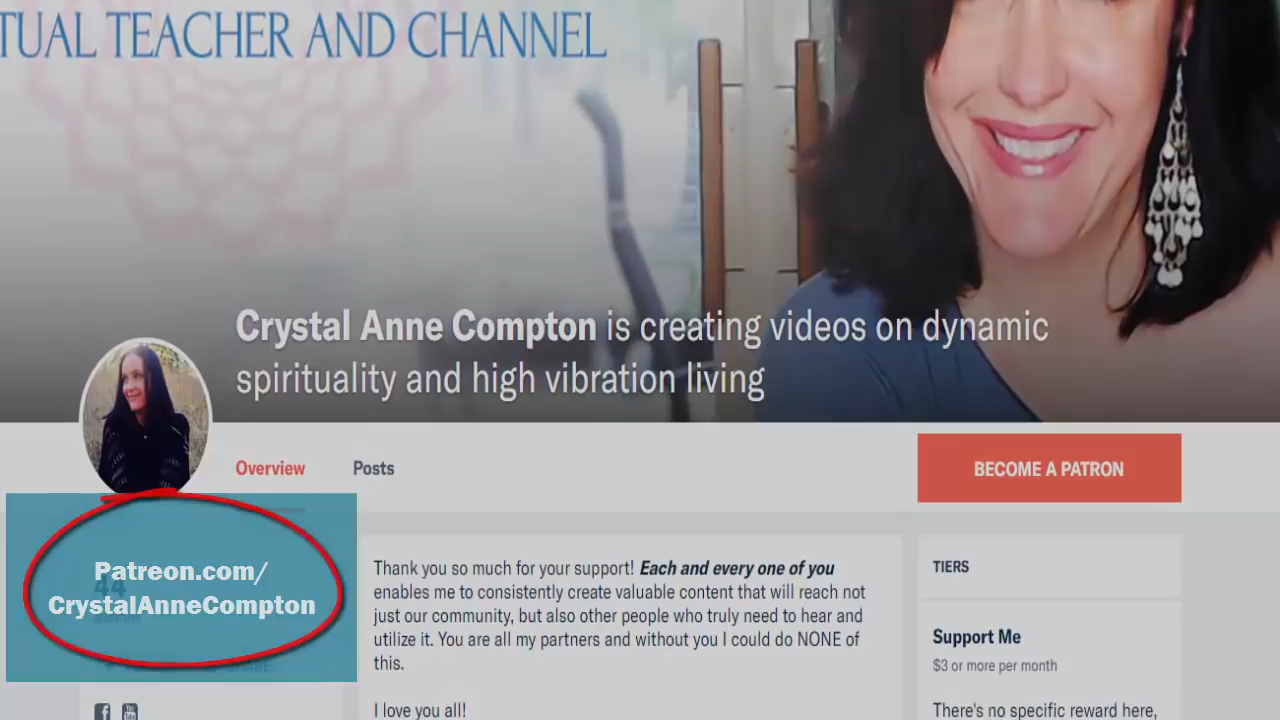 TUAL TEACHER AND CHANNEL
Crystal Anne Compton is creating videos on dynamic
spirituality and high vibration living
Overview
Posts
BECOME A PATRON
44
Patreon.com/
CrystalAnneCompton
Thank you so much for your support! Each and every one of you
enables me to consistently create valuable content that will reach not
just our community, but also other people who truly need to hear and
utilize it. You are all my partners and without you I could do NONE of
this.
I love you all!
TIERS
Support Me
$3 or more per month
There's no specific reward here,